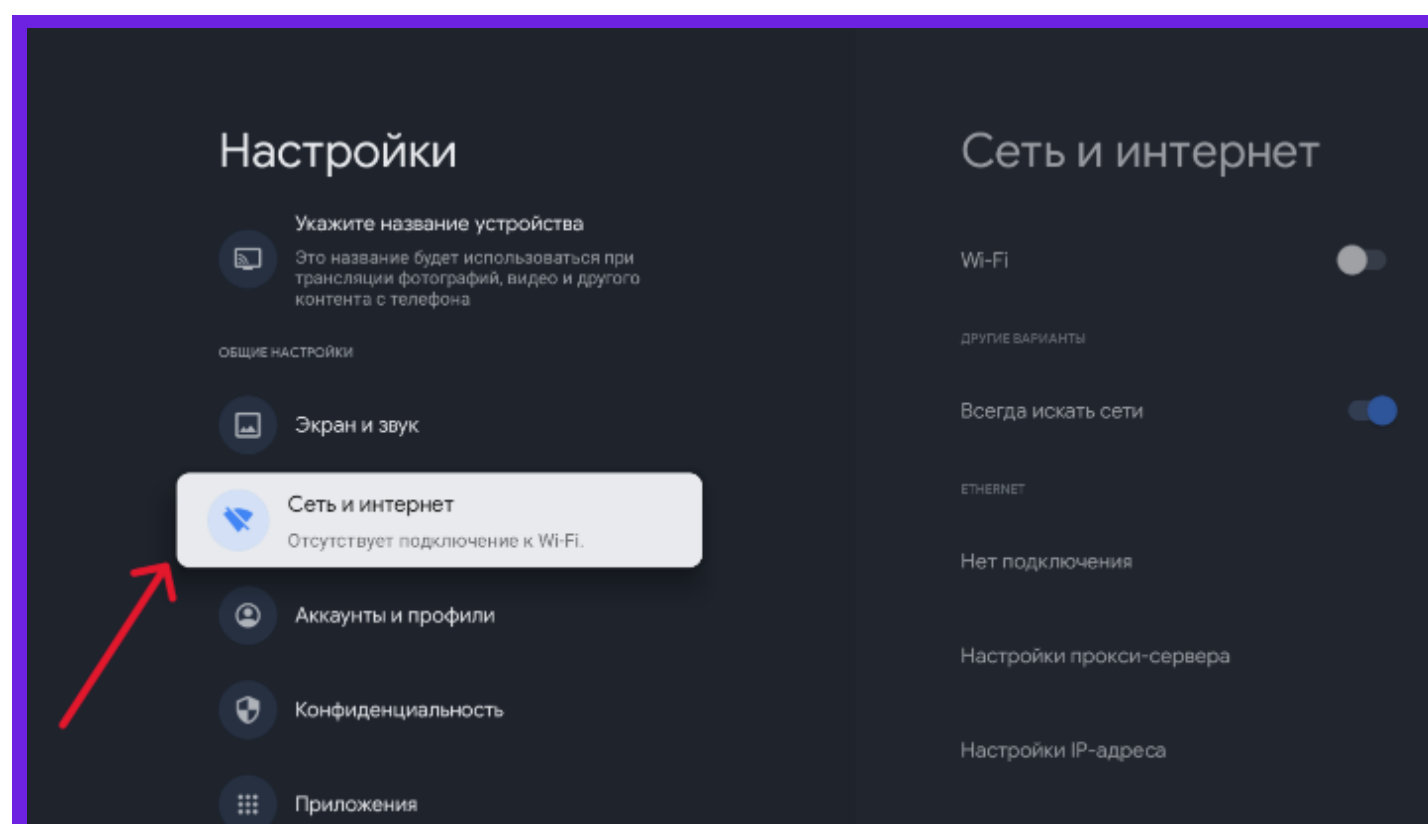 Настройки
Укажите название устройства
Это название будет использоваться при
трансляции фотографий, видео и другого
контента с телефона
ОБЩИЕ НАСТРОЙКИ
Экран и звук
Сеть и интернет
Отсутствует подключение к Wi-Fi.
Аккаунты и профили
Конфиденциальность
Приложения
Сеть и интернет
Wi-Fi
ДРУГИЕ ВАРИАНТЫ
Всегда искать сети
ETHERNET
Нет подключения
Настройки прокси-сервера
Настройки IP-адреса